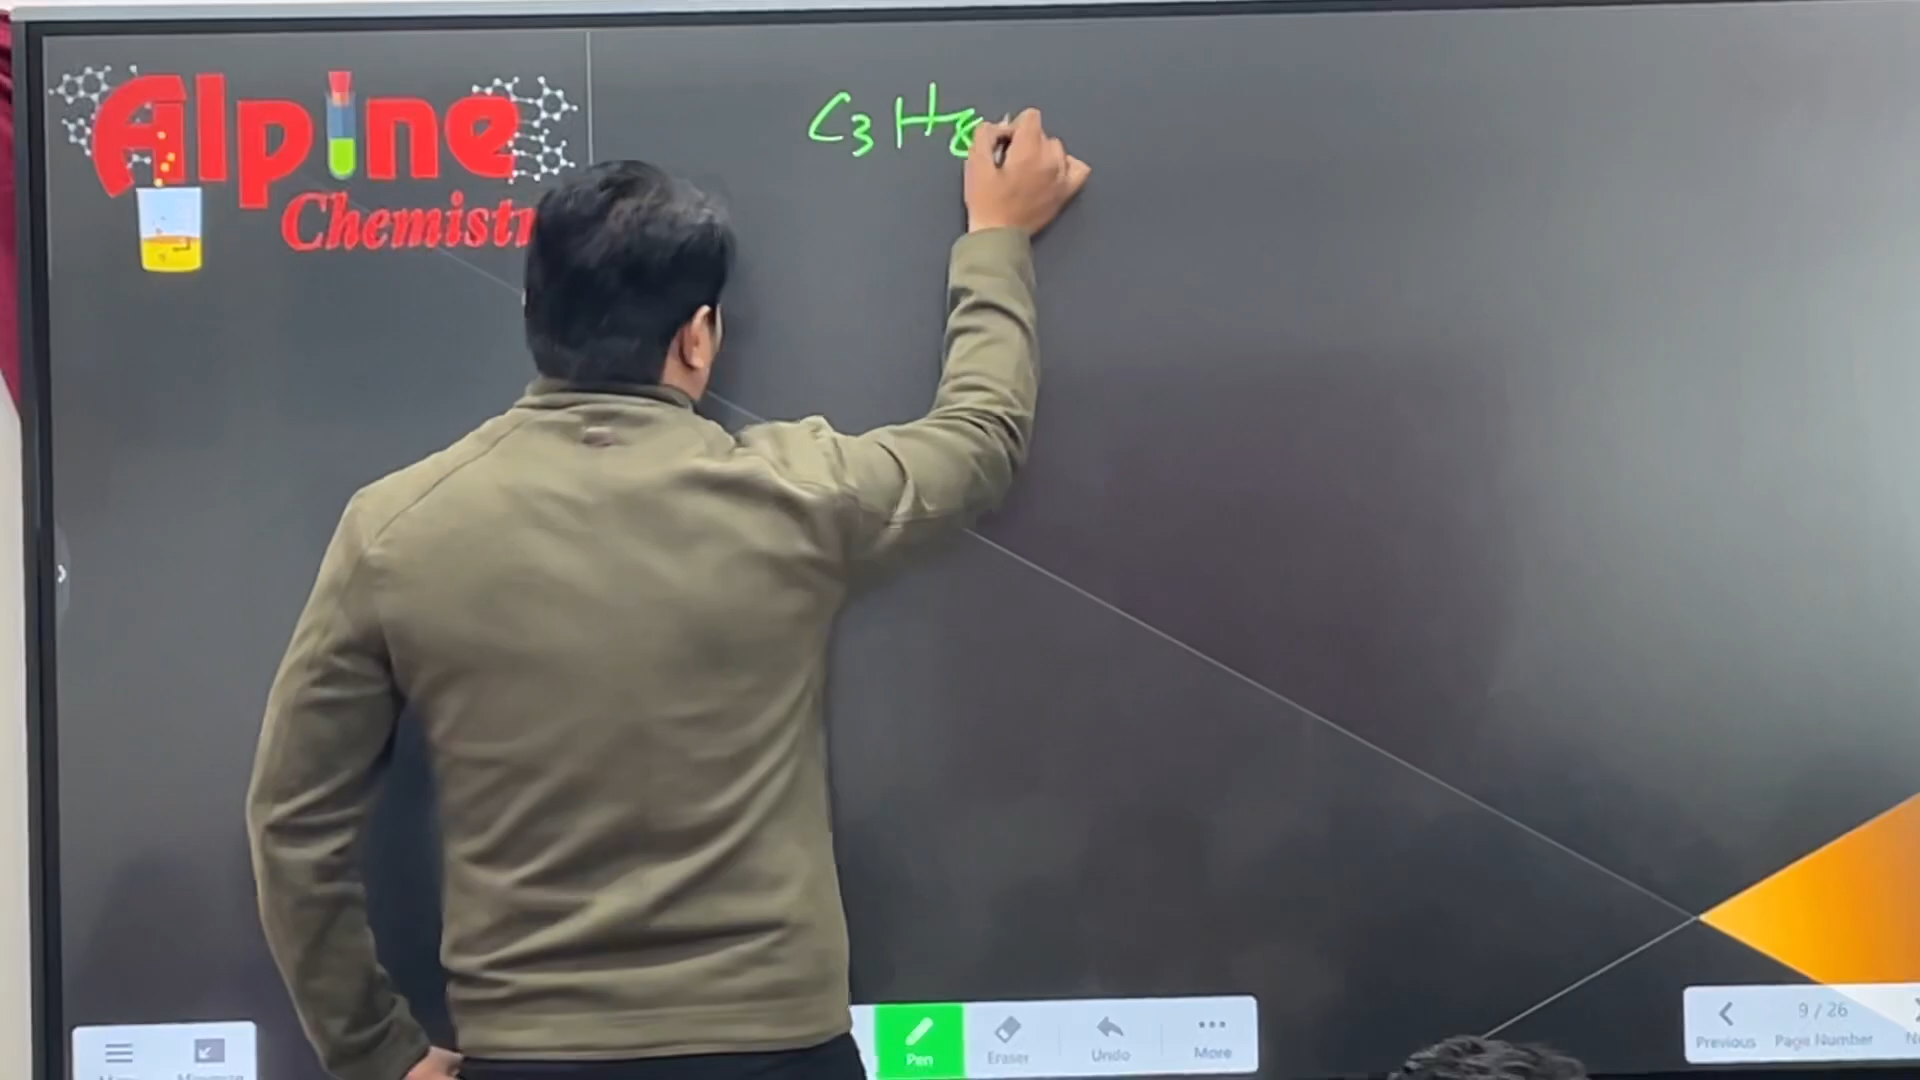 Alpine
Chemistr
C₃H₈
Pen
Eraser
Undo
More
Previous
9 / 26
Page Number